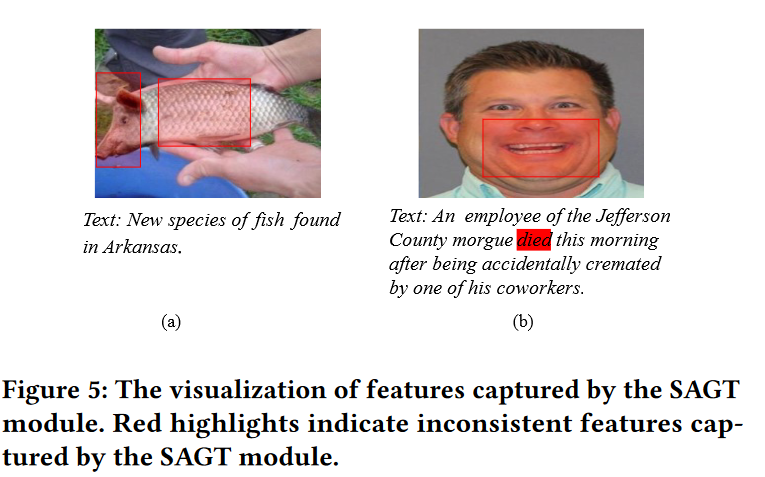 Text: New species of fish found
in Arkansas.
(a)
Text: An employee of the Jefferson
County morgue died this morning
after being accidentally cremated
by one of his coworkers.
(b)
Figure 5: The visualization of features captured by the SAGT
module. Red highlights indicate inconsistent features cap-
tured by the SAGT module.